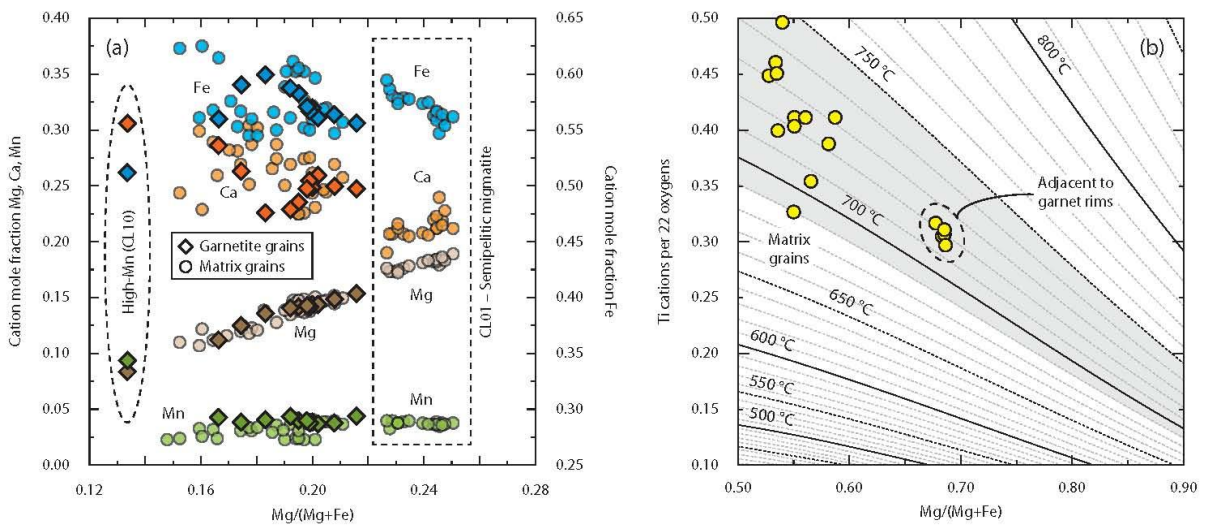 (a)
Cation mole fraction Mg, Ca, Mn
0.40
0.35
0.30
0.25
0.20
0.15
0.10
0.05
0.00
High-Mn (CL10)
Fe
Ca
Garnetite grains
Matrix grains
Mg
Mn
Fe
Ca
Mg
Mn
CL01 – Semipelitic migmatite
0.65
0.60
0.55
0.50
0.45
0.40
0.35
0.30
0.25
Cation mole fraction Fe
0.12
0.16
0.20
0.24
0.28
Mg/(Mg+Fe)
(b)
Ti cations per 22 oxygens
0.50
0.45
0.40
0.35
0.30
0.25
0.20
0.15
0.10
750 °C
800 °C
700 °C
Adjacent to
garnet rims
Matrix
grains
650 °C
600 °C
550 °C
500 °C
0.50
0.60
0.70
0.80
0.90
Mg/(Mg+Fe)